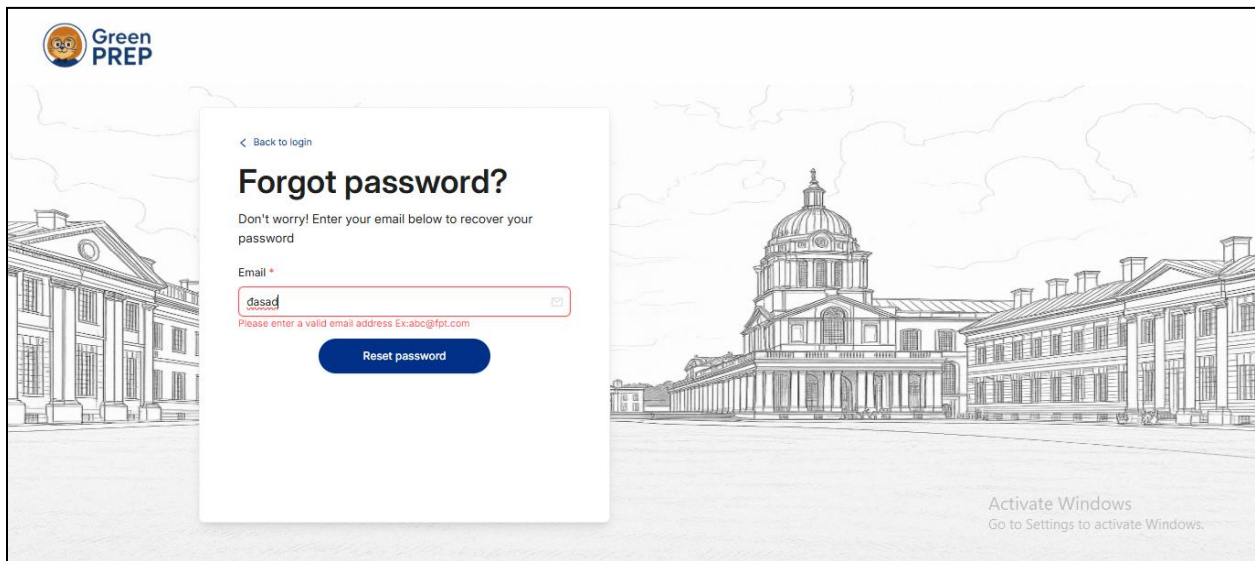 Green
PREP
Back to login
Forgot password?
Don't worry! Enter your email below to recover your
password
Email *
đasad
Please enter a valid email address Ex:abc@fpt.com
Reset password
Activate Windows
Go to Settings to activate Windows.